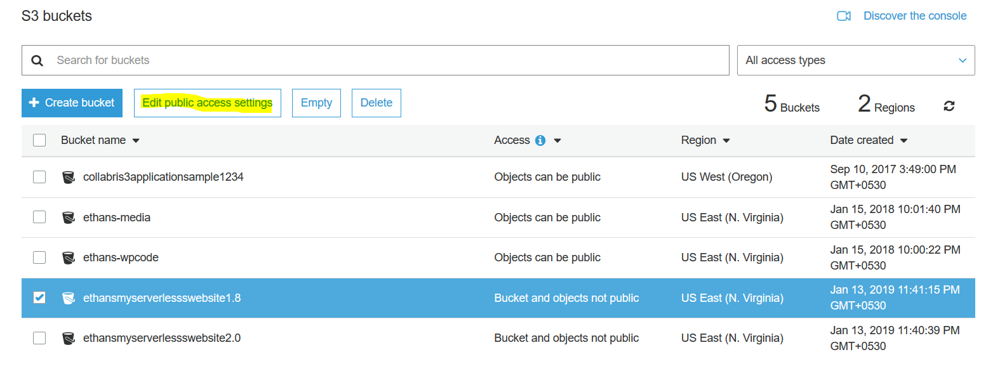 S3 buckets
Discover the console
Search for buckets
All access types
Create bucket
Edit public access settings
Empty
Delete
5 Buckets
2 Regions
Bucket name
Access
Region
Date created
collabris3applicationsample1234
Objects can be public
US West (Oregon)
Sep 10, 2017 3:49:00 PM
GMT+0530
ethans-media
Objects can be public
US East (N. Virginia)
Jan 15, 2018 10:01:40 PM
GMT+0530
ethans-wpcode
Objects can be public
US East (N. Virginia)
Jan 15, 2018 10:00:22 PM
GMT+0530
ethansmyserverlessswebsite1.8
Bucket and objects not public
US East (N. Virginia)
Jan 13, 2019 11:41:15 PM
GMT+0530
ethansmyserverlessswebsite2.0
Bucket and objects not public
US East (N. Virginia)
Jan 13, 2019 11:40:39 PM
GMT+0530